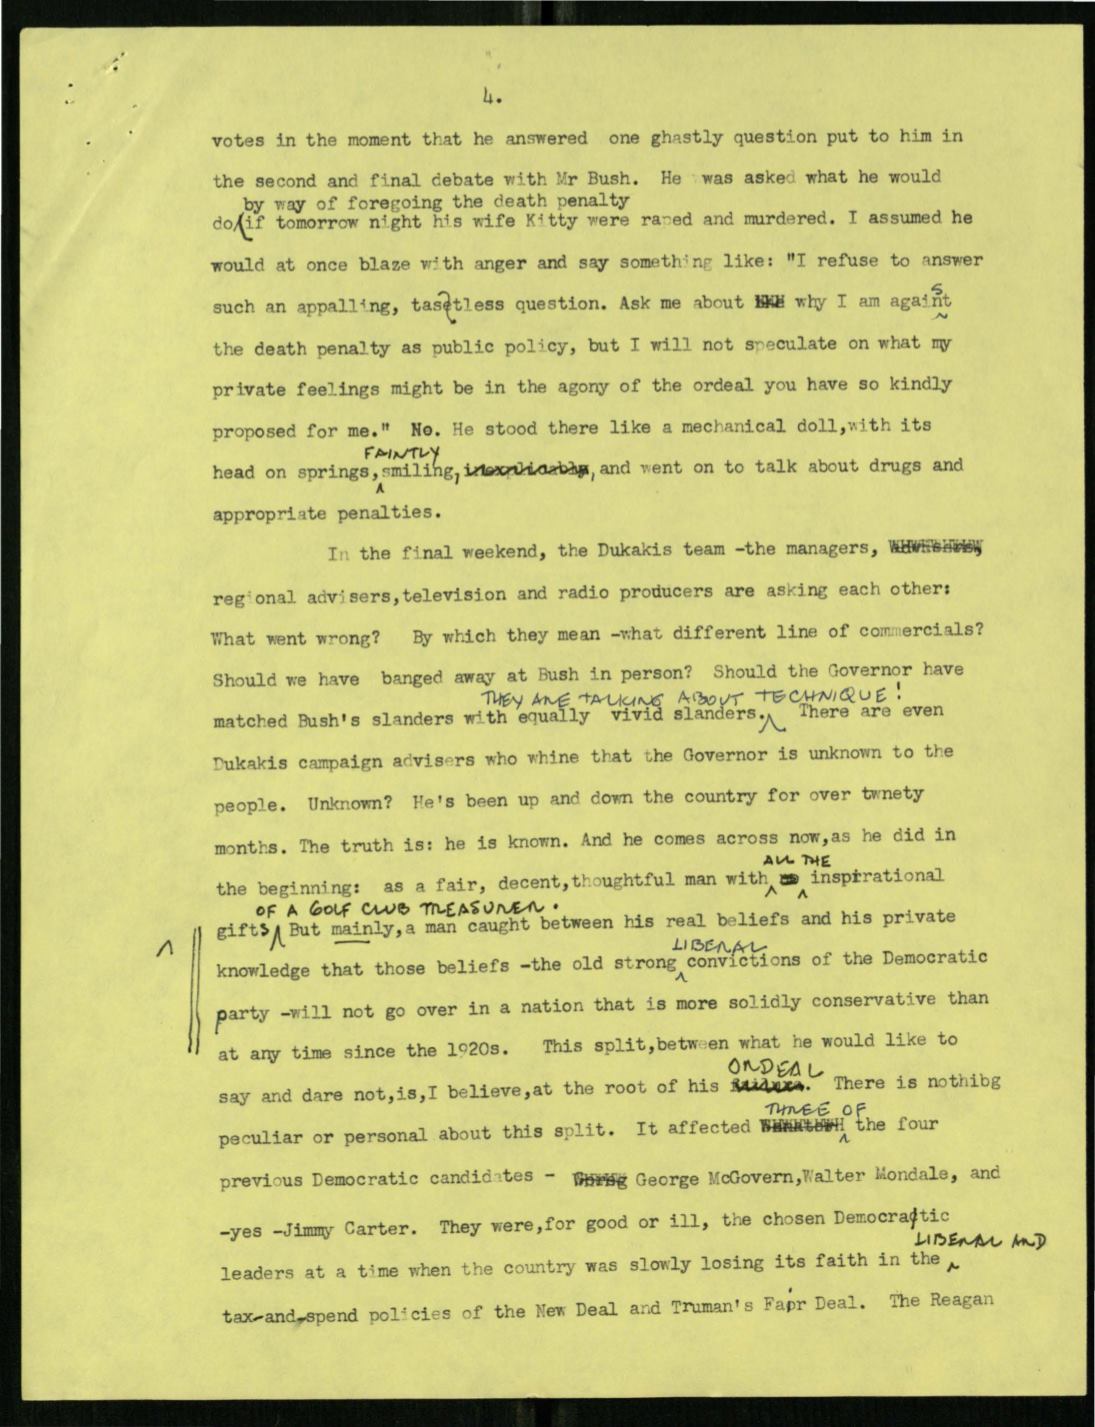 4.
votes in the moment that he answered one ghastly question put to him in
the second and final debate with Mr Bush. He was asked what he would
by way of foregoing the death penalty
do if tomorrow night his wife Kitty were raped and murdered. I assumed he
would at once blaze with anger and say something like: "I refuse to answer
such an appalling, tastless question. Ask me about why I am against
the death penalty as public policy, but I will not speculate on what my
private feelings might be in the agony of the ordeal you have so kindly
proposed for me." No. He stood there like a mechanical doll,with its
FAINTLY
head on springs,smiling, inexplicably, and went on to talk about drugs and
appropriate penalties.
In the final weekend, the Dukakis team -the managers,
regional advisers,television and radio producers are asking each other:
What went wrong? By which they mean -what different line of commercials?
Should we have banged away at Bush in person? Should the Governor have
THEY ARE TALKING ABOUT TECHNIQUE!
matched Bush's slanders with equally vivid slanders. There are even
Dukakis campaign advisers who whine that the Governor is unknown to the
people. Unknown? He's been up and down the country for over twnety
months. The truth is: he is known. And he comes across now,as he did in
ALL THE
the beginning: as a fair, decent,thoughtful man with inspirational
OF A GOLF CLUB TREASURER.
gifts But mainly,a man caught between his real beliefs and his private
LIBERAL
knowledge that those beliefs -the old strong convictions of the Democratic
party -will not go over in a nation that is more solidly conservative than
at any time since the 1920s. This split,between what he would like to
ORDEAL
say and dare not,is,I believe,at the root of his failure. There is nothibg
THREE OF
peculiar or personal about this split. It affected the four
previous Democratic candidates - George McGovern,Walter Mondale, and
-yes -Jimmy Carter. They were,for good or ill, the chosen Democratic
LIBERAL AND
leaders at a time when the country was slowly losing its faith in the
tax-and-spend policies of the New Deal and Truman's Fair Deal. The Reagan